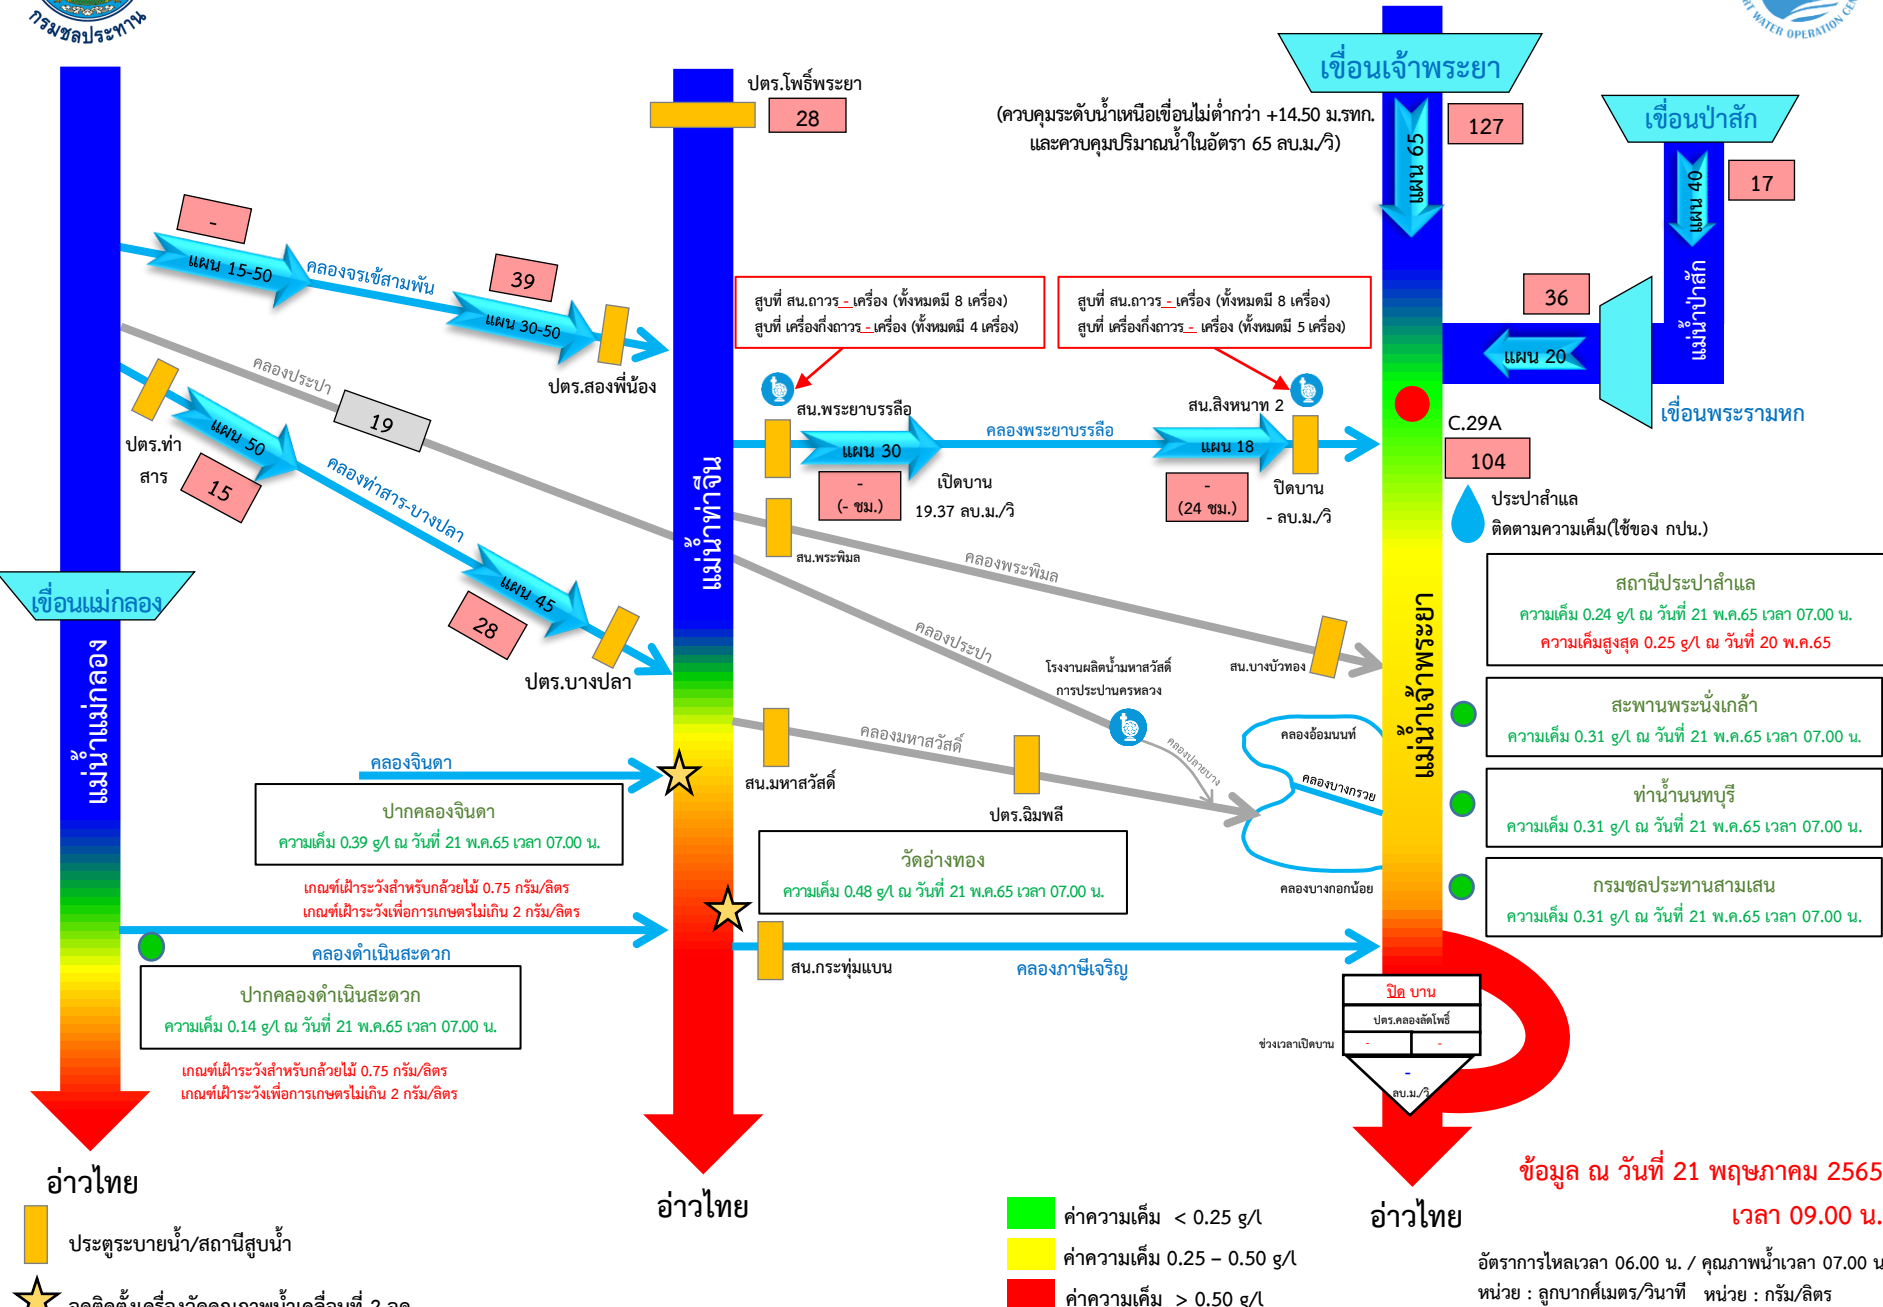 กรมชลประทาน
RT WATER OPERATION CEN
เขื่อนเจ้าพระยา
ปตร.โพธิ์พระยา
28
(ควบคุมระดับน้ำเหนือเขื่อนไม่ต่ำกว่า +14.50 ม.รทก.
และควบคุมปริมาณน้ำในอัตรา 65 ลบ.ม./วิ)
แผน 65
127
เขื่อนป่าสัก
แผน 40
17
แม่น้ำป่าสัก
-
แผน 15-50
คลองจรเข้สามพัน
39
แผน 30-50
ปตร.สองพี่น้อง
สูบที่ สน.ถาวร - เครื่อง (ทั้งหมดมี 8 เครื่อง)
สูบที่ เครื่องกึ่งถาวร - เครื่อง (ทั้งหมดมี 4 เครื่อง)
สูบที่ สน.ถาวร - เครื่อง (ทั้งหมดมี 8 เครื่อง)
สูบที่ เครื่องกึ่งถาวร - เครื่อง (ทั้งหมดมี 5 เครื่อง)
36
แผน 20
เขื่อนพระรามหก
คลองประปา
19
ปตร.ท่า
สาร
แผน 50
15
คลองท่าสาร-บางปลา
แผน 45
28
ปตร.บางปลา
สน.พระยาบรรลือ
แผน 30
-
(- ชม.)
เปิดบาน
19.37 ลบ.ม./วิ
คลองพระยาบรรลือ
สน.สิงหนาท 2
แผน 18
-
(24 ชม.)
ปิดบาน
- ลบ.ม./วิ
C.29A
104
ประปาสำแล
ติดตามความเค็ม(ใช้ของ กปน.)
แม่น้ำท่าจีน
สน.พระพิมล
คลองพระพิมล
คลองประปา
สน.บางบัวทอง
แม่น้ำเจ้าพระยา
สถานีประปาสำแล
ความเค็ม 0.24 g/l ณ วันที่ 21 พ.ค.65 เวลา 07.00 น.
ความเค็มสูงสุด 0.25 g/l ณ วันที่ 20 พ.ค.65
สะพานพระนั่งเกล้า
ความเค็ม 0.31 g/l ณ วันที่ 21 พ.ค.65 เวลา 07.00 น.
ท่าน้ำนนทบุรี
ความเค็ม 0.31 g/l ณ วันที่ 21 พ.ค.65 เวลา 07.00 น.
กรมชลประทานสามเสน
ความเค็ม 0.31 g/l ณ วันที่ 21 พ.ค.65 เวลา 07.00 น.
เขื่อนแม่กลอง
แม่น้ำแม่กลอง
โรงงานผลิตน้ำมหาสวัสดิ์
การประปานครหลวง
คลองมหาสวัสดิ์
สน.มหาสวัสดิ์
ปตร.ฉิมพลี
คลองปลายบาง
คลองอ้อมนนท์
คลองบางกรวย
คลองบางกอกน้อย
คลองจินดา
ปากคลองจินดา
ความเค็ม 0.39 g/l ณ วันที่ 21 พ.ค.65 เวลา 07.00 น.
เกณฑ์เฝ้าระวังสำหรับกล้วยไม้ 0.75 กรัม/ลิตร
เกณฑ์เฝ้าระวังเพื่อการเกษตรไม่เกิน 2 กรัม/ลิตร
วัดอ่างทอง
ความเค็ม 0.48 g/l ณ วันที่ 21 พ.ค.65 เวลา 07.00 น.
คลองดำเนินสะดวก
ปากคลองดำเนินสะดวก
ความเค็ม 0.14 g/l ณ วันที่ 21 พ.ค.65 เวลา 07.00 น.
เกณฑ์เฝ้าระวังสำหรับกล้วยไม้ 0.75 กรัม/ลิตร
เกณฑ์เฝ้าระวังเพื่อการเกษตรไม่เกิน 2 กรัม/ลิตร
สน.กระทุ่มแบน
คลองภาษีเจริญ
ปิด บาน
ปตร.คลองลัดโพธิ์
ช่วงเวลาเปิดบาน
-
-
-
ลบ.ม./วิ
อ่าวไทย
อ่าวไทย
อ่าวไทย
ข้อมูล ณ วันที่ 21 พฤษภาคม 2565
เวลา 09.00 น.
อัตราการไหลเวลา 06.00 น. / คุณภาพน้ำเวลา 07.00 น
หน่วย : ลูกบาศก์เมตร/วินาที หน่วย : กรัม/ลิตร
ประตูระบายน้ำ/สถานีสูบน้ำ
จุดติดตั้งเครื่องวัดคุณภาพน้ำเคลื่อนที่ 2 จุด
ค่าความเค็ม < 0.25 g/l
ค่าความเค็ม 0.25 – 0.50 g/l
ค่าความเค็ม > 0.50 g/l